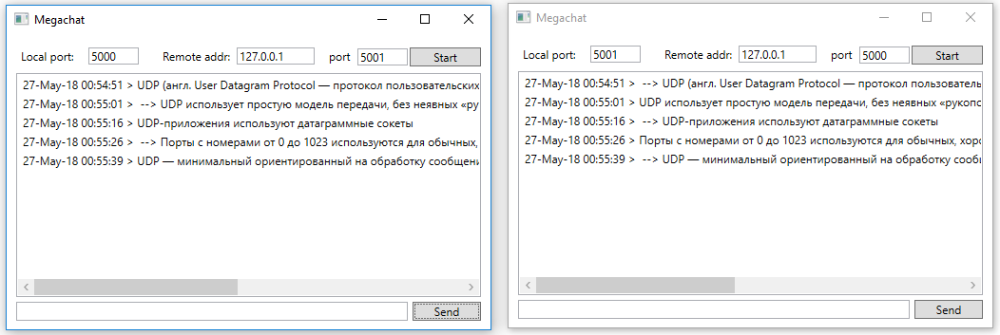 Megachat
Local port: 5000 Remote addr: 127.0.0.1 port 5001 Start
27-May-18 00:54:51 > UDP (англ. User Datagram Protocol — протокол пользовательских
27-May-18 00:55:01 > --> UDP использует простую модель передачи, без неявных «ру
27-May-18 00:55:16 > UDP-приложения используют датаграммные сокеты
27-May-18 00:55:26 > --> Порты с номерами от 0 до 1023 используются для обычных,
27-May-18 00:55:39 > UDP — минимальный ориентированный на обработку сообщени
Send
Megachat
Local port: 5001 Remote addr: 127.0.0.1 port 5000 Start
27-May-18 00:54:51 > --> UDP (англ. User Datagram Protocol — протокол пользователь
27-May-18 00:55:01 > UDP использует простую модель передачи, без неявных «рукопо
27-May-18 00:55:16 > --> UDP-приложения используют датаграммные сокеты
27-May-18 00:55:26 > Порты с номерами от 0 до 1023 используются для обычных, хоро
27-May-18 00:55:39 > --> UDP — минимальный ориентированный на обработку сооб
Send